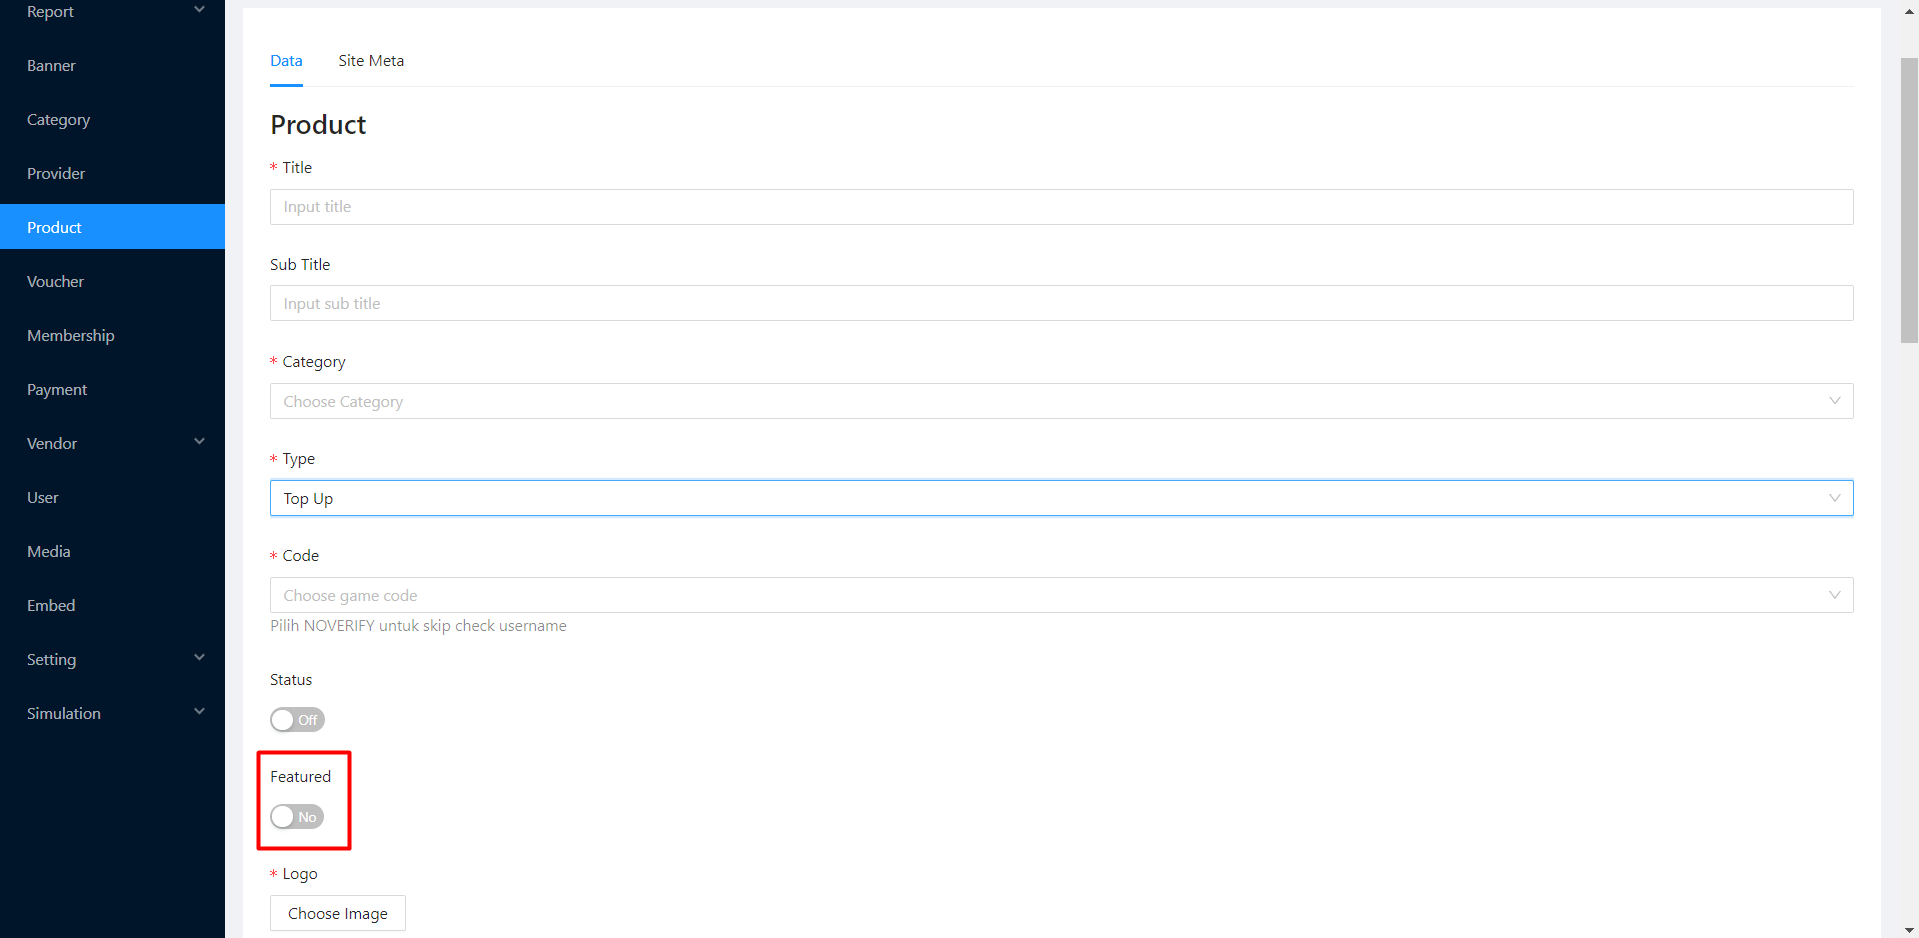 Report
Banner
Category
Provider
Product
Voucher
Membership
Payment
Vendor
User
Media
Embed
Setting
Simulation
Data
Site Meta
Product
* Title
Input title
Sub Title
Input sub title
* Category
Choose Category
* Type
Top Up
* Code
Choose game code
Pilih NOVERIFY untuk skip check username
Status
Off
Featured
No
* Logo
Choose Image